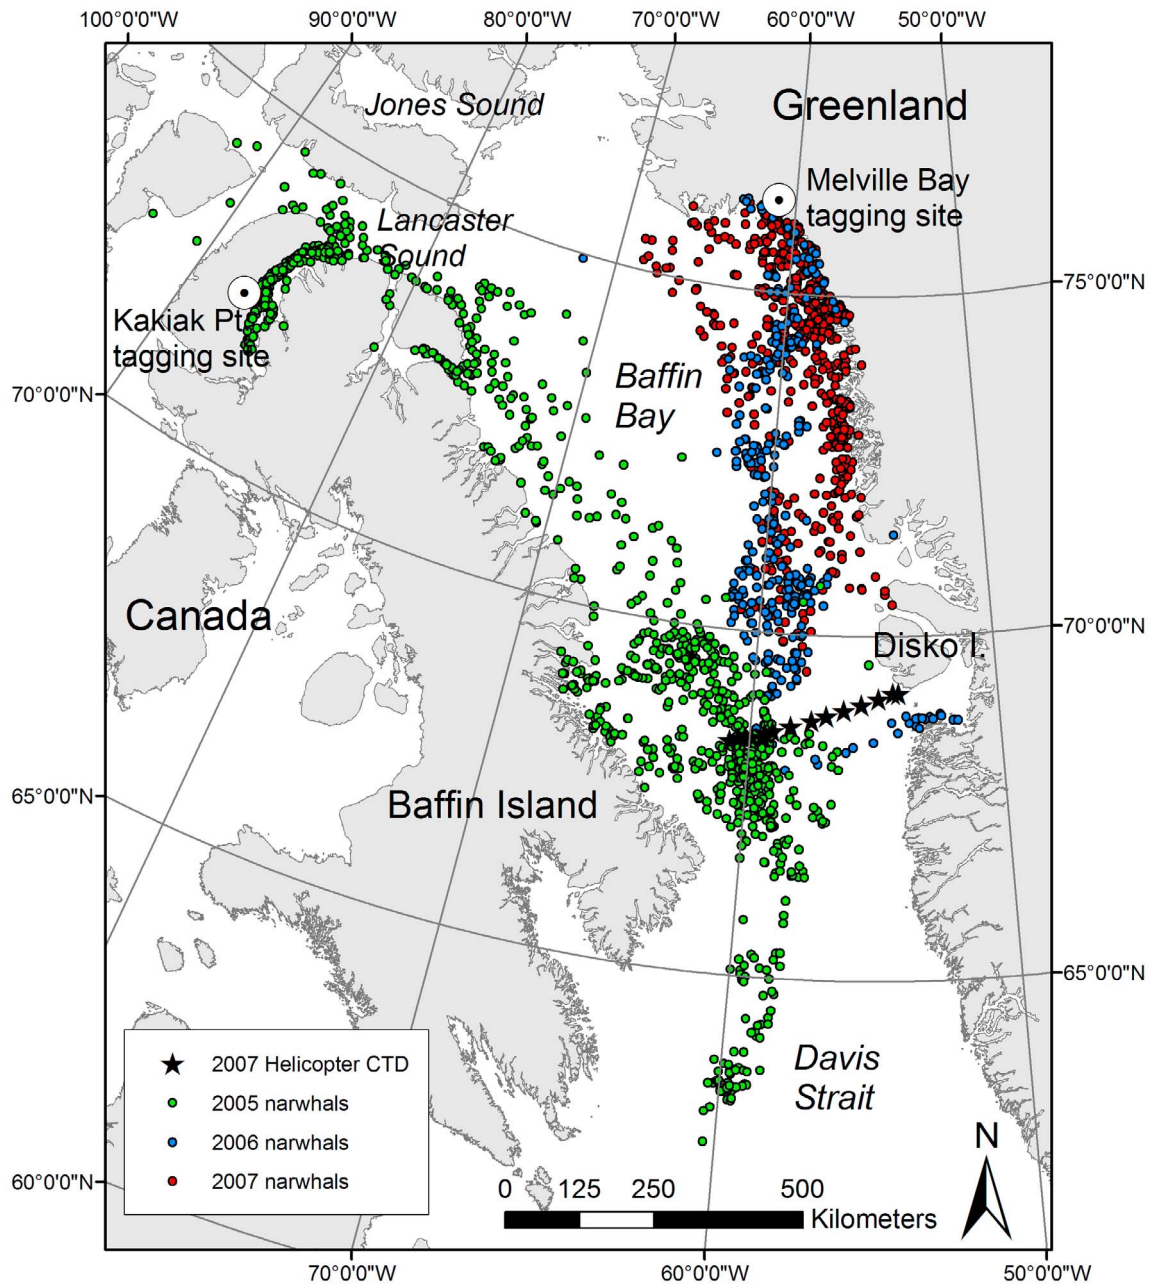 100°0'0"W 90°0'0"W 80°0'0"W 70°0'0"W 60°0'0"W 50°0'0"W
Jones Sound
Greenland
Melville Bay
tagging site
Lancaster
Sound
75°0'0"N
Kakiak Pt.
tagging site
Baffin
Bay
70°0'0"N
Canada
70°0'0"N
Disko I.
65°0'0"N
Baffin Island
65°0'0"N
Davis
Strait
2007 Helicopter CTD
2005 narwhals
2006 narwhals
2007 narwhals
N
60°0'0"N
0 125 250 500
Kilometers
70°0'0"W 60°0'0"W 50°0'0"W